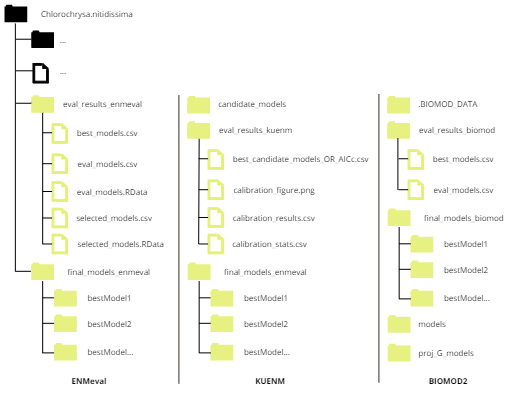 Chlorochrysa.nitidissima
...
...
eval_results_enmeval
best_models.csv
eval_models.csv
eval_models.RData
selected_models.csv
selected_models.RData
final_models_enmeval
bestModel1
bestModel2
bestModel...
ENMeval
candidate_models
eval_results_kuenm
best_candidate_models_OR_AICc.csv
calibration_figure.png
calibration_results.csv
calibration_stats.csv
final_models_enmeval
bestModel1
bestModel2
bestModel...
KUENM
.BIOMOD_DATA
eval_results_biomod
best_models.csv
eval_models.csv
final_models_biomod
bestModel1
bestModel2
bestModel...
models
proj_G_models
BIOMOD2